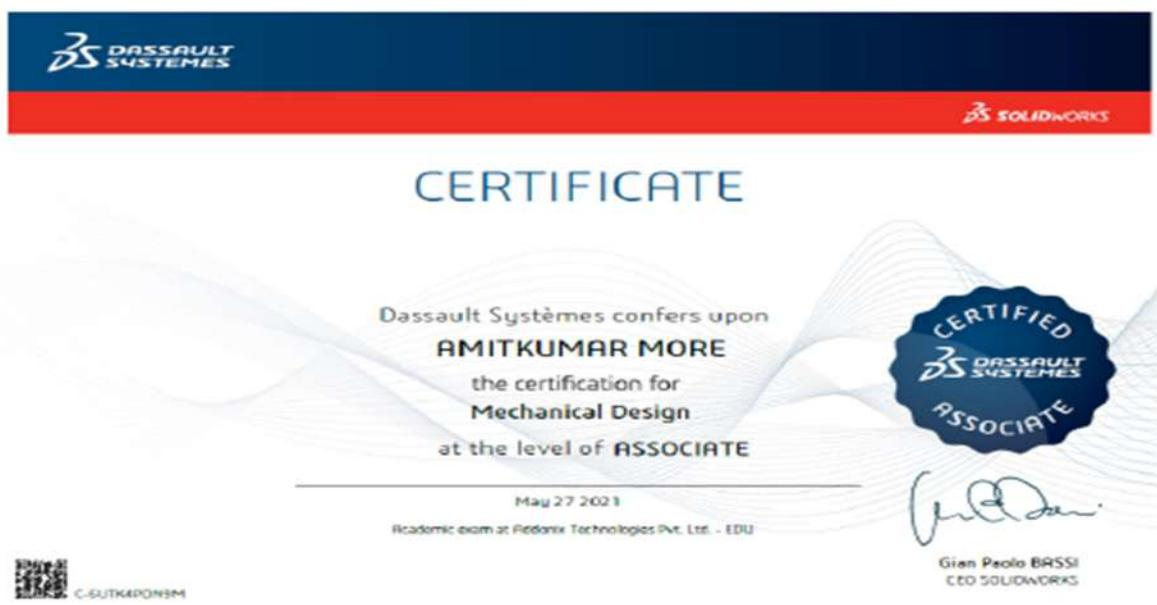 DASSAULT
SYSTEMES
SOLIDWORKS
CERTIFICATE
Dassault Systèmes confers upon
AMITKUMAR MORE
the certification for
Mechanical Design
at the level of ASSOCIATE
CERTIFIED
DASSAULT
SYSTEMES
ASSOCIATE
May 27 2021
Academic exam at Addonix Technologies Pvt. Ltd. - EDU
Gian Paolo BASSI
CEO SOLIDWORKS